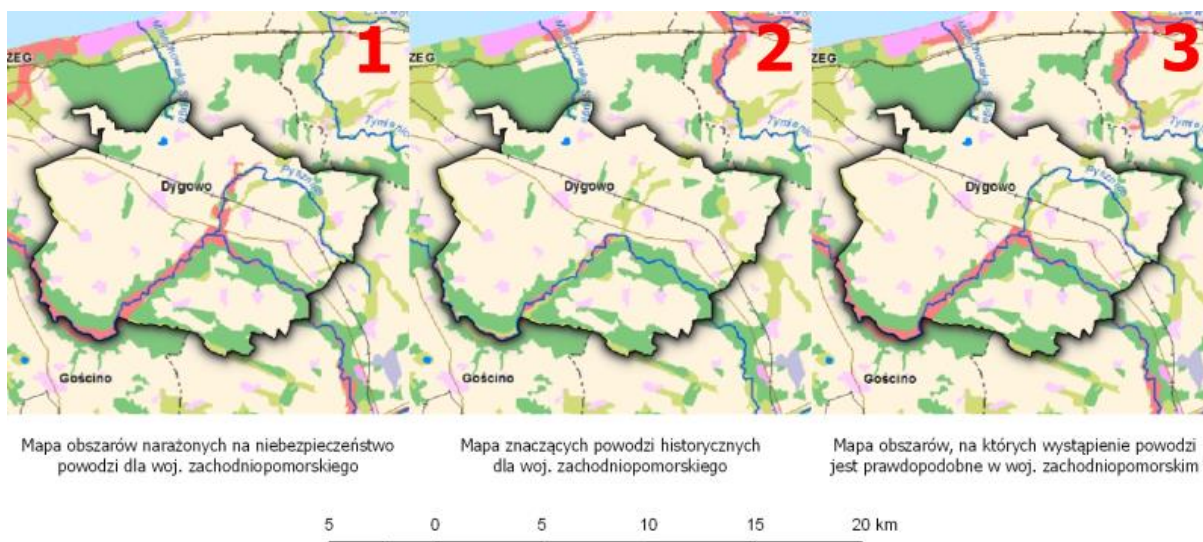 1
2
3
ZEG
ZEG
ZEG
Tymienica
Tymienica
Dygowo
Dygowo
Dygowo
Gościno
Gościno
Gościno
Mapa obszarów narażonych na niebezpieczeństwo
powodzi dla woj. zachodniopomorskiego
Mapa znaczących powodzi historycznych
dla woj. zachodniopomorskiego
Mapa obszarów, na których wystąpienie powodzi
jest prawdopodobne w woj. zachodniopomorskim
5 0 5 10 15 20 km